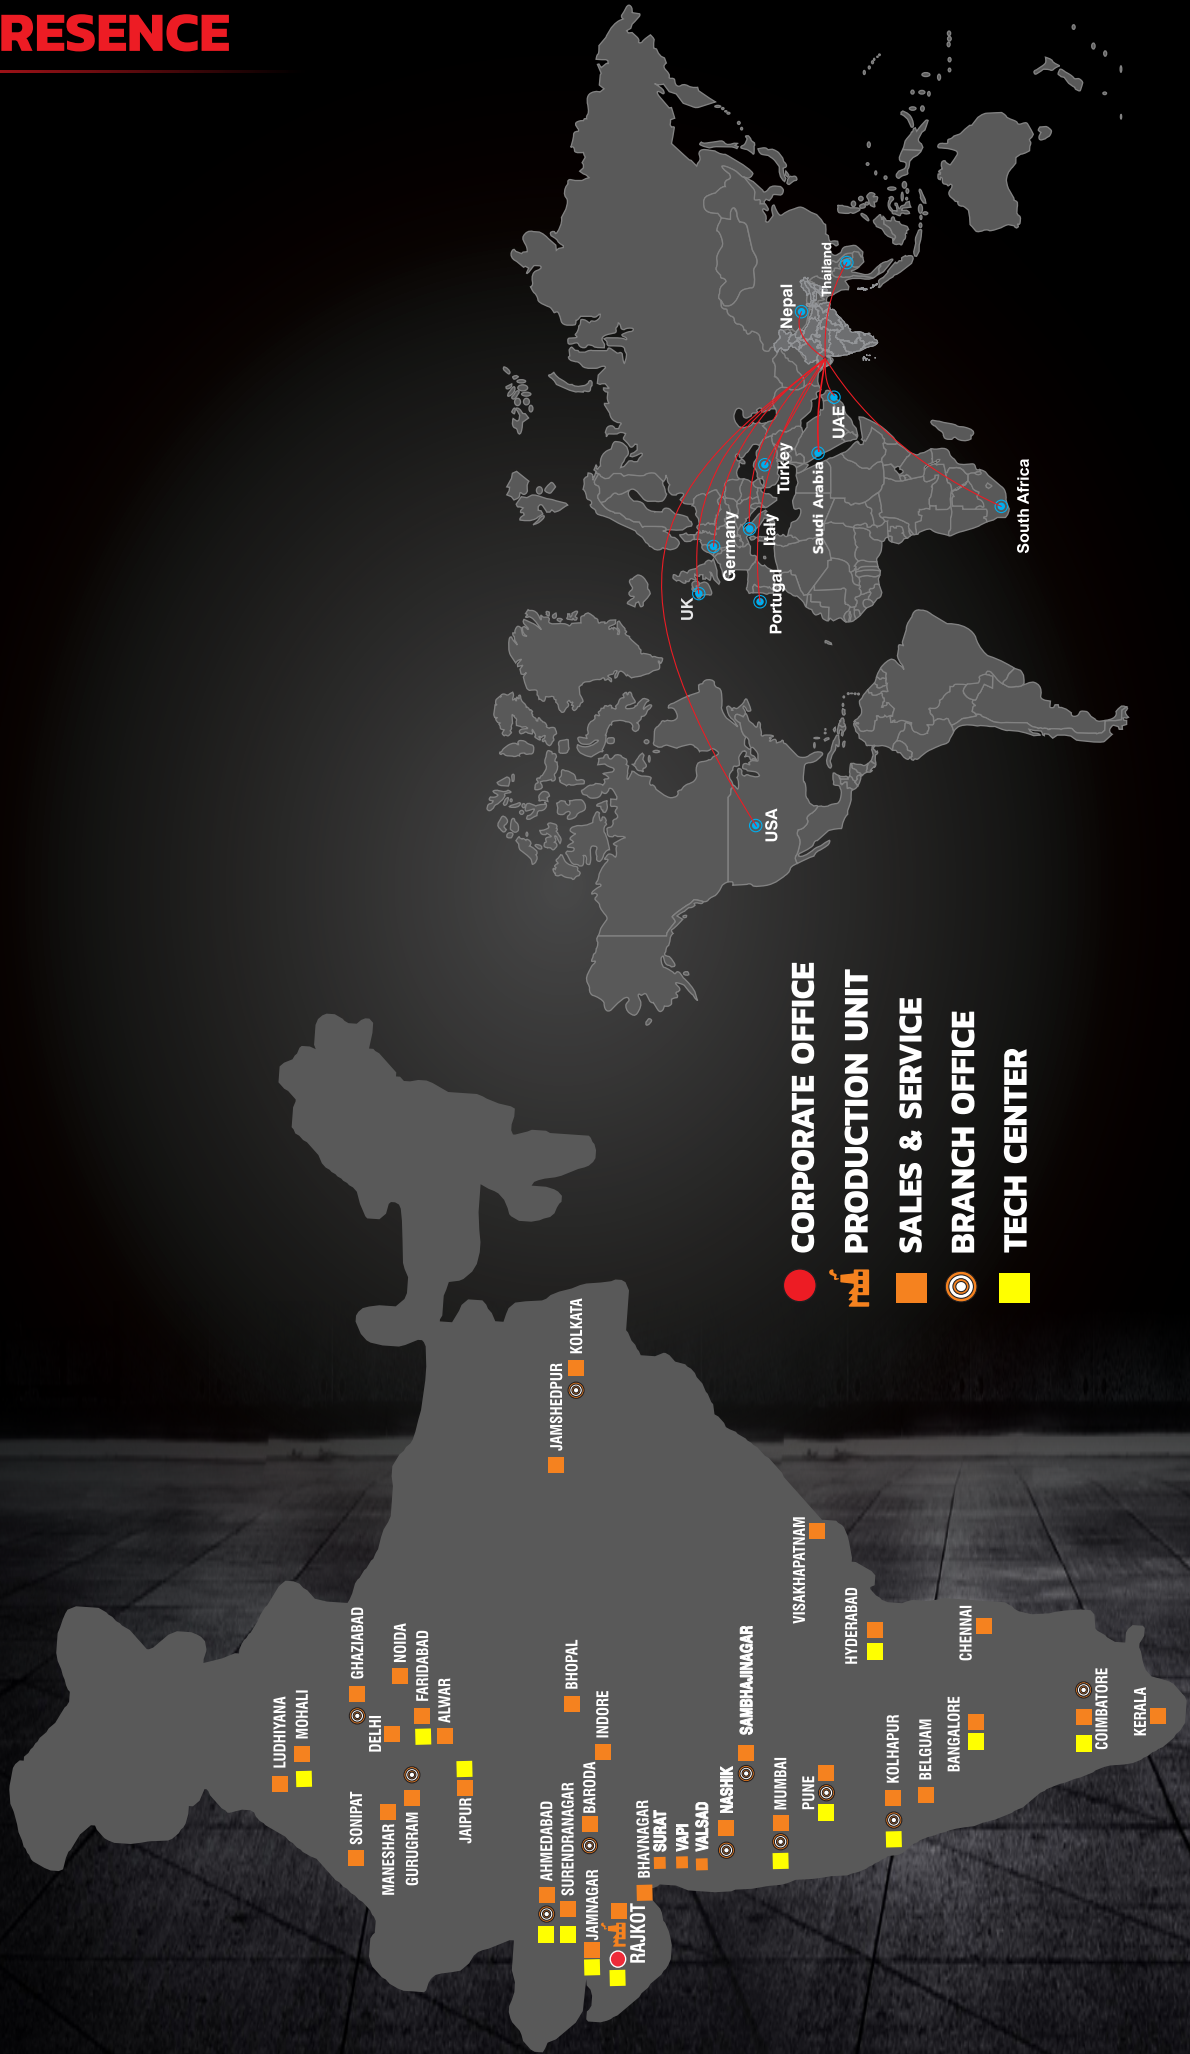 RESENCE
Nepal
Thailand
UAE
Turkey
Saudi Arabia
Germany
Italy
UK
Portugal
South Africa
USA
CORPORATE OFFICE
PRODUCTION UNIT
SALES & SERVICE
BRANCH OFFICE
TECH CENTER
LUDHIYANA
MOHALI
GHAZIABAD
DELHI
NOIDA
FARIDABAD
ALWAR
SONIPAT
MANESHAR
GURUGRAM
JAIPUR
JAMSHEDPUR
KOLKATA
BHOPAL
INDORE
AHMEDABAD
SURENDRANAGAR
BARODA
JAMNAGAR
RAJKOT
BHAVNAGAR
SURAT
VAPI
VALSAD
NASHIK
SAMBHAJINAGAR
MUMBAI
PUNE
VISAKHAPATNAM
HYDERABAD
KOLHAPUR
BELGUAM
BANGALORE
CHENNAI
COIMBATORE
KERALA